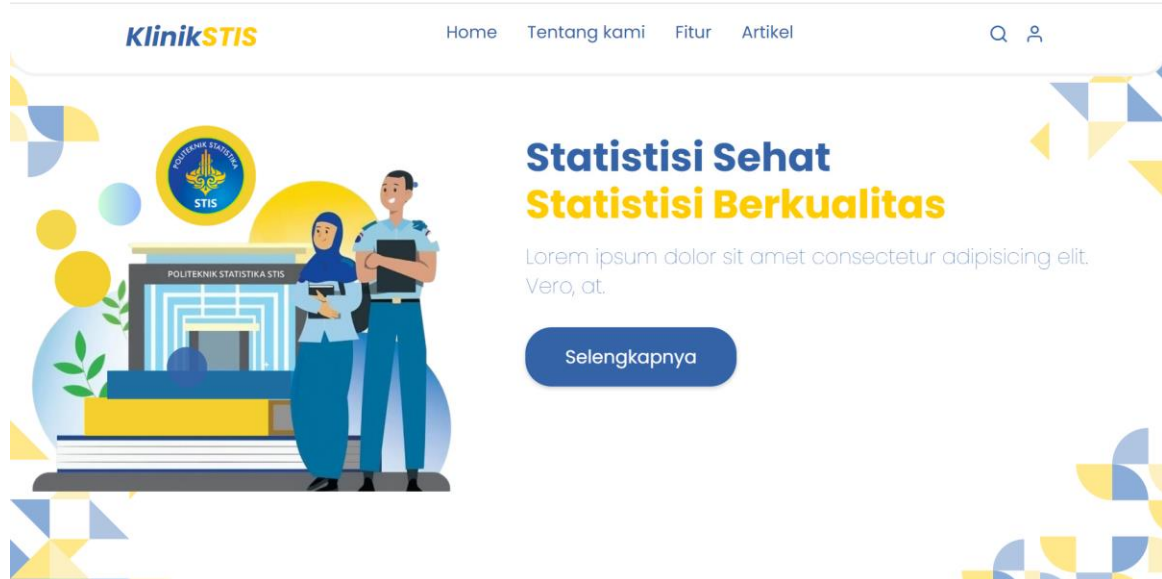 KlinikSTIS
Home Tentang kami Fitur Artikel
Statistisi Sehat
Statistisi Berkualitas
Lorem ipsum dolor sit amet consectetur adipisicing elit.
Vero, at.
Selengkapnya
POLITEKNIK STATISTIKA
STIS
POLITEKNIK STATISTIKA STIS